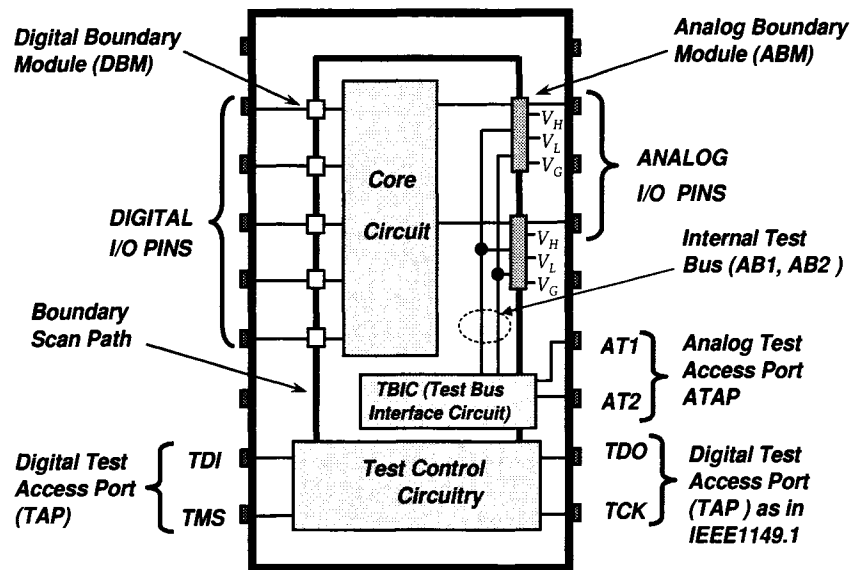 Digital Boundary
Module (DBM)
Analog Boundary
Module (ABM)
DIGITAL
I/O PINS
Core
Circuit
V_H
V_L
V_G
V_H
V_L
V_G
ANALOG
I/O PINS
Internal Test
Bus (AB1, AB2 )
Boundary
Scan Path
TBIC (Test Bus
Interface Circuit)
AT1
AT2
Analog Test
Access Port
ATAP
Digital Test
Access Port
(TAP)
TDI
TMS
Test Control
Circuitry
TDO
TCK
Digital Test
Access Port
(TAP ) as in
IEEE1149.1